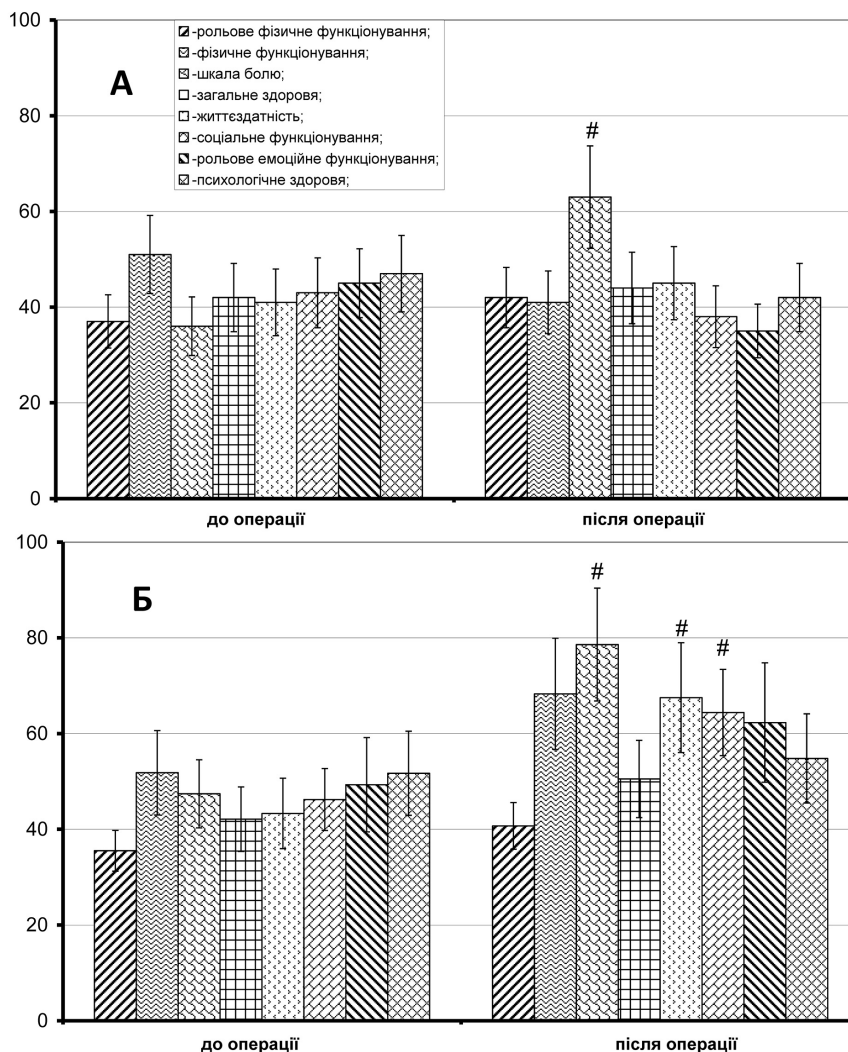 100
80
60
40
20
0
А
-рольове фізичне функціонування;
-фізичне функціонування;
-шкала болю;
-загальне здоровя;
-життєздатність;
-соціальне функціонування;
-рольове емоційне функціонування;
-психологічне здоровя;
#
до операції
після операції
100
80
60
40
20
0
Б
#
#
#
до операції
після операції